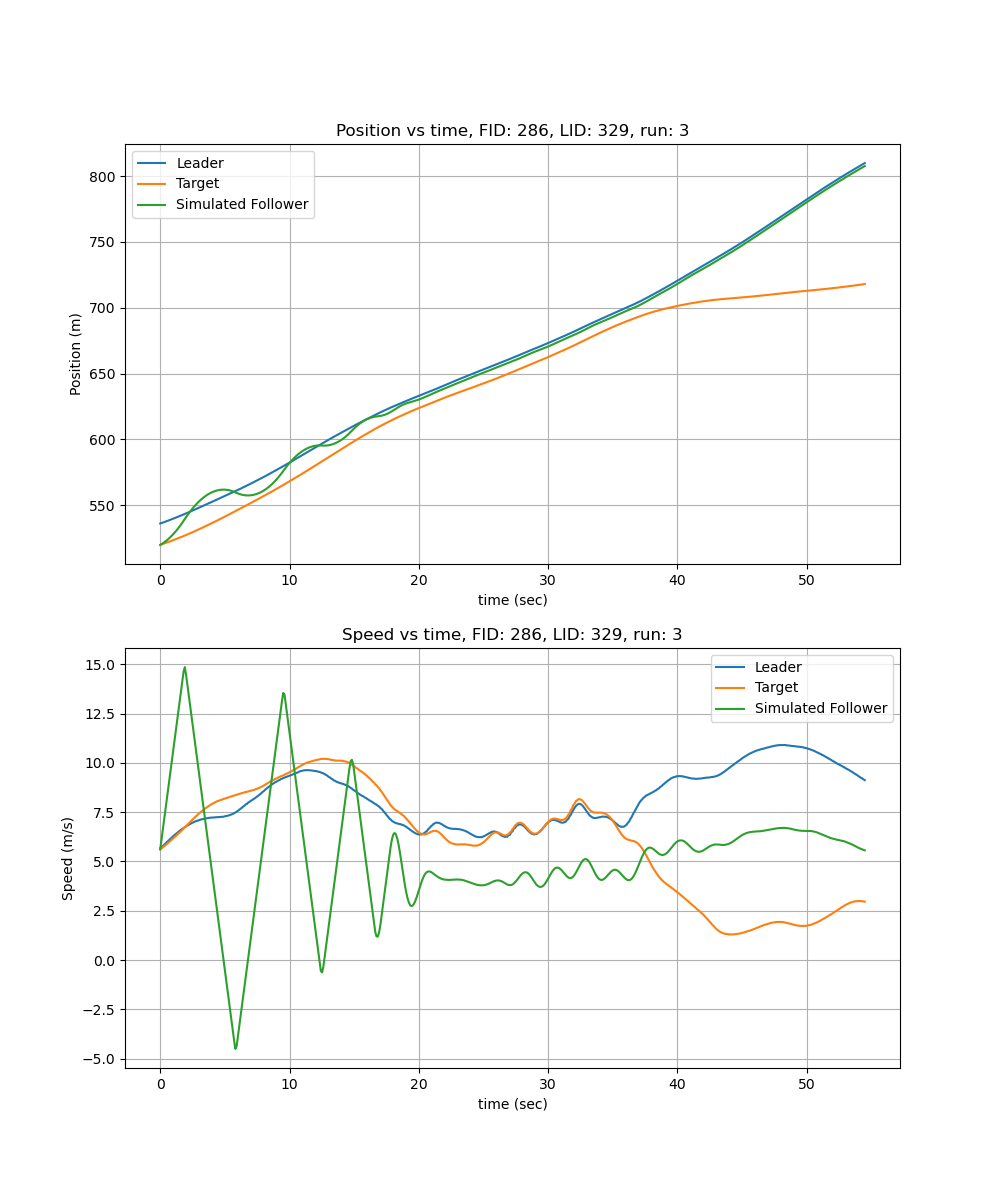 Position vs time, FID: 286, LID: 329, run: 3
Leader
Target
Simulated Follower
Position (m)
800
750
700
650
600
550
0 10 20 30 40 50
time (sec)
Speed vs time, FID: 286, LID: 329, run: 3
Leader
Target
Simulated Follower
Speed (m/s)
15.0
12.5
10.0
7.5
5.0
2.5
0.0
−2.5
−5.0
0 10 20 30 40 50
time (sec)